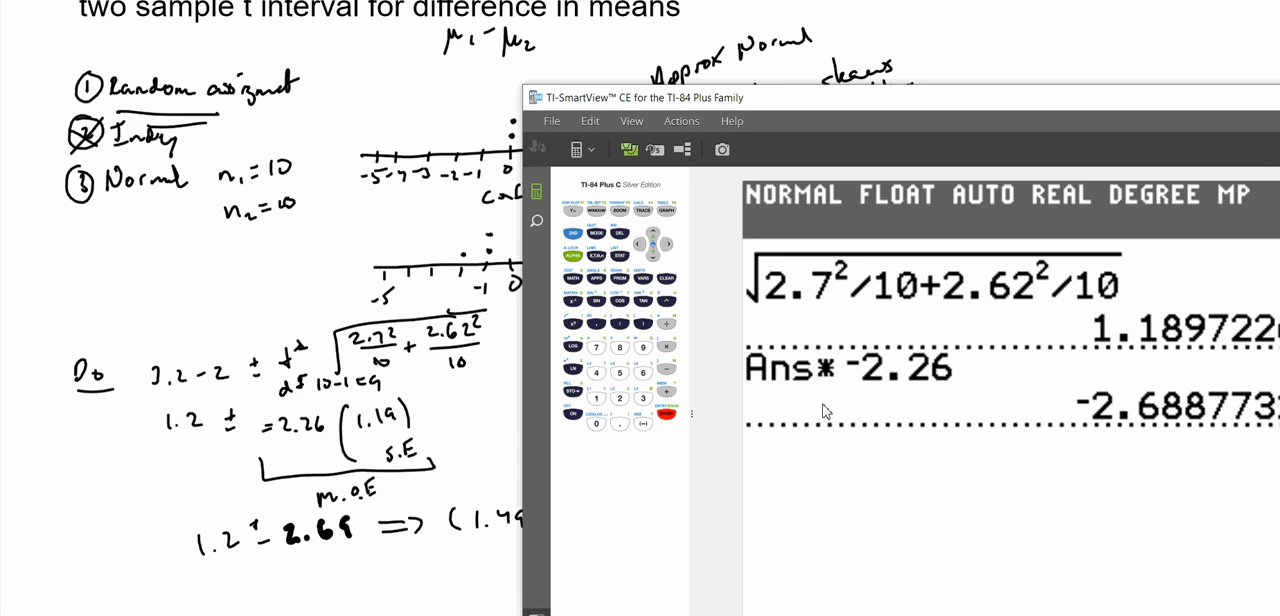 two sample t interval for difference in means
μ₁ - μ₂
Approx Normal
skews
① Random assignment
② Indep
③ Normal n₁ = 10
n₂ = 10
-5 -4 -3 -2 -1 0
-5 -1 0
Do 3.2 - 2 ± t* √(2.7²/10 + 2.62²/10)
df 10-1 = 9
1.2 ± = 2.26 (1.19)
S.E
M.O.E
1.2 ± 2.69 => (1.49
TI-SmartView™ CE for the TI-84 Plus Family
File Edit View Actions Help
TI-84 Plus C Silver Edition
NORMAL FLOAT AUTO REAL DEGREE MP
√2.7²/10+2.62²/10
1.189722
Ans*-2.26
-2.688773